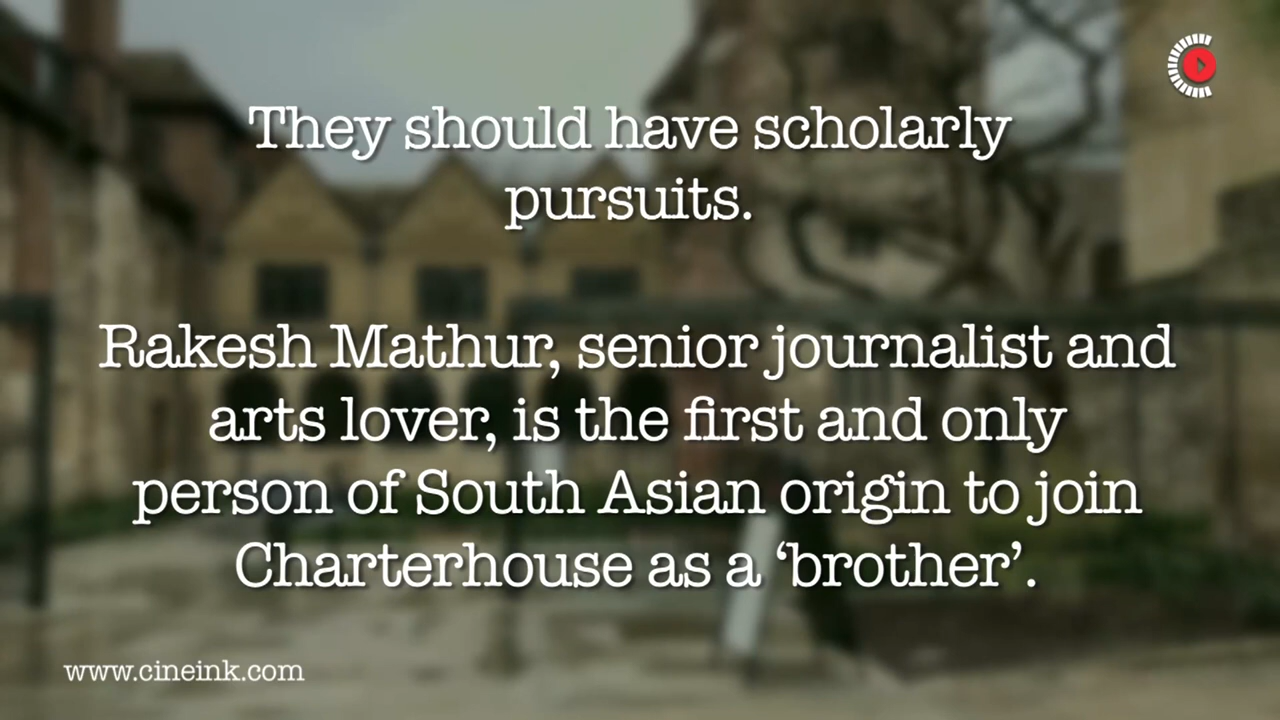 They should have scholarly
pursuits.
Rakesh Mathur, senior journalist and
arts lover, is the first and only
person of South Asian origin to join
Charterhouse as a ‘brother’.
www.cineink.com